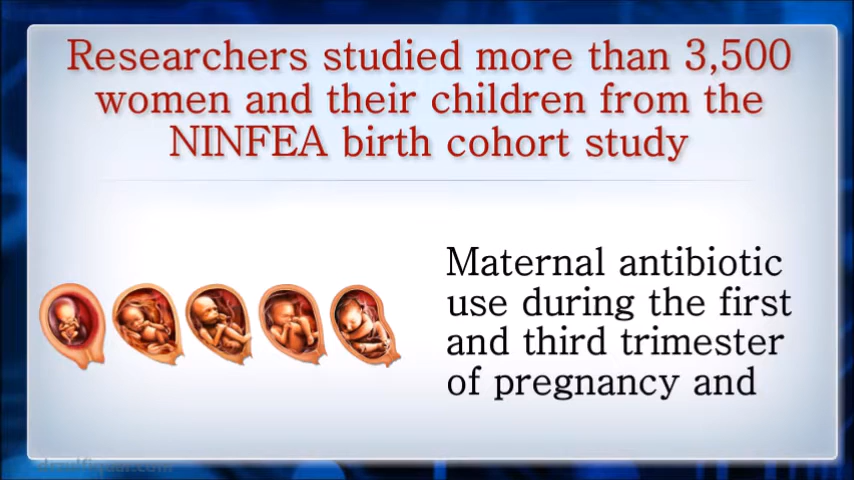 Researchers studied more than 3,500
women and their children from the
NINFEA birth cohort study
Maternal antibiotic
use during the first
and third trimester
of pregnancy and